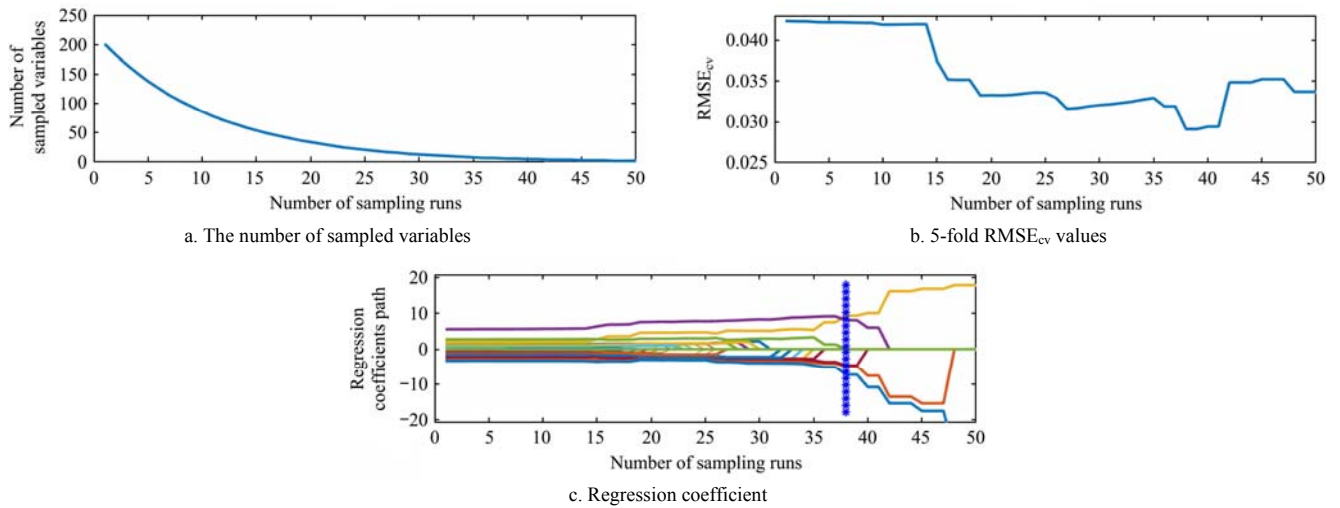 250
200
150
100
50
0
Number of
sampled variables
0 5 10 15 20 25 30 35 40 45 50
Number of sampling runs
a. The number of sampled variables
0.040
0.035
0.030
0.025
RMSEcv
0 5 10 15 20 25 30 35 40 45 50
Number of sampling runs
b. 5-fold RMSEcv values
20
10
0
−10
−20
Regression
coefficients path
0 5 10 15 20 25 30 35 40 45 50
Number of sampling runs
c. Regression coefficient